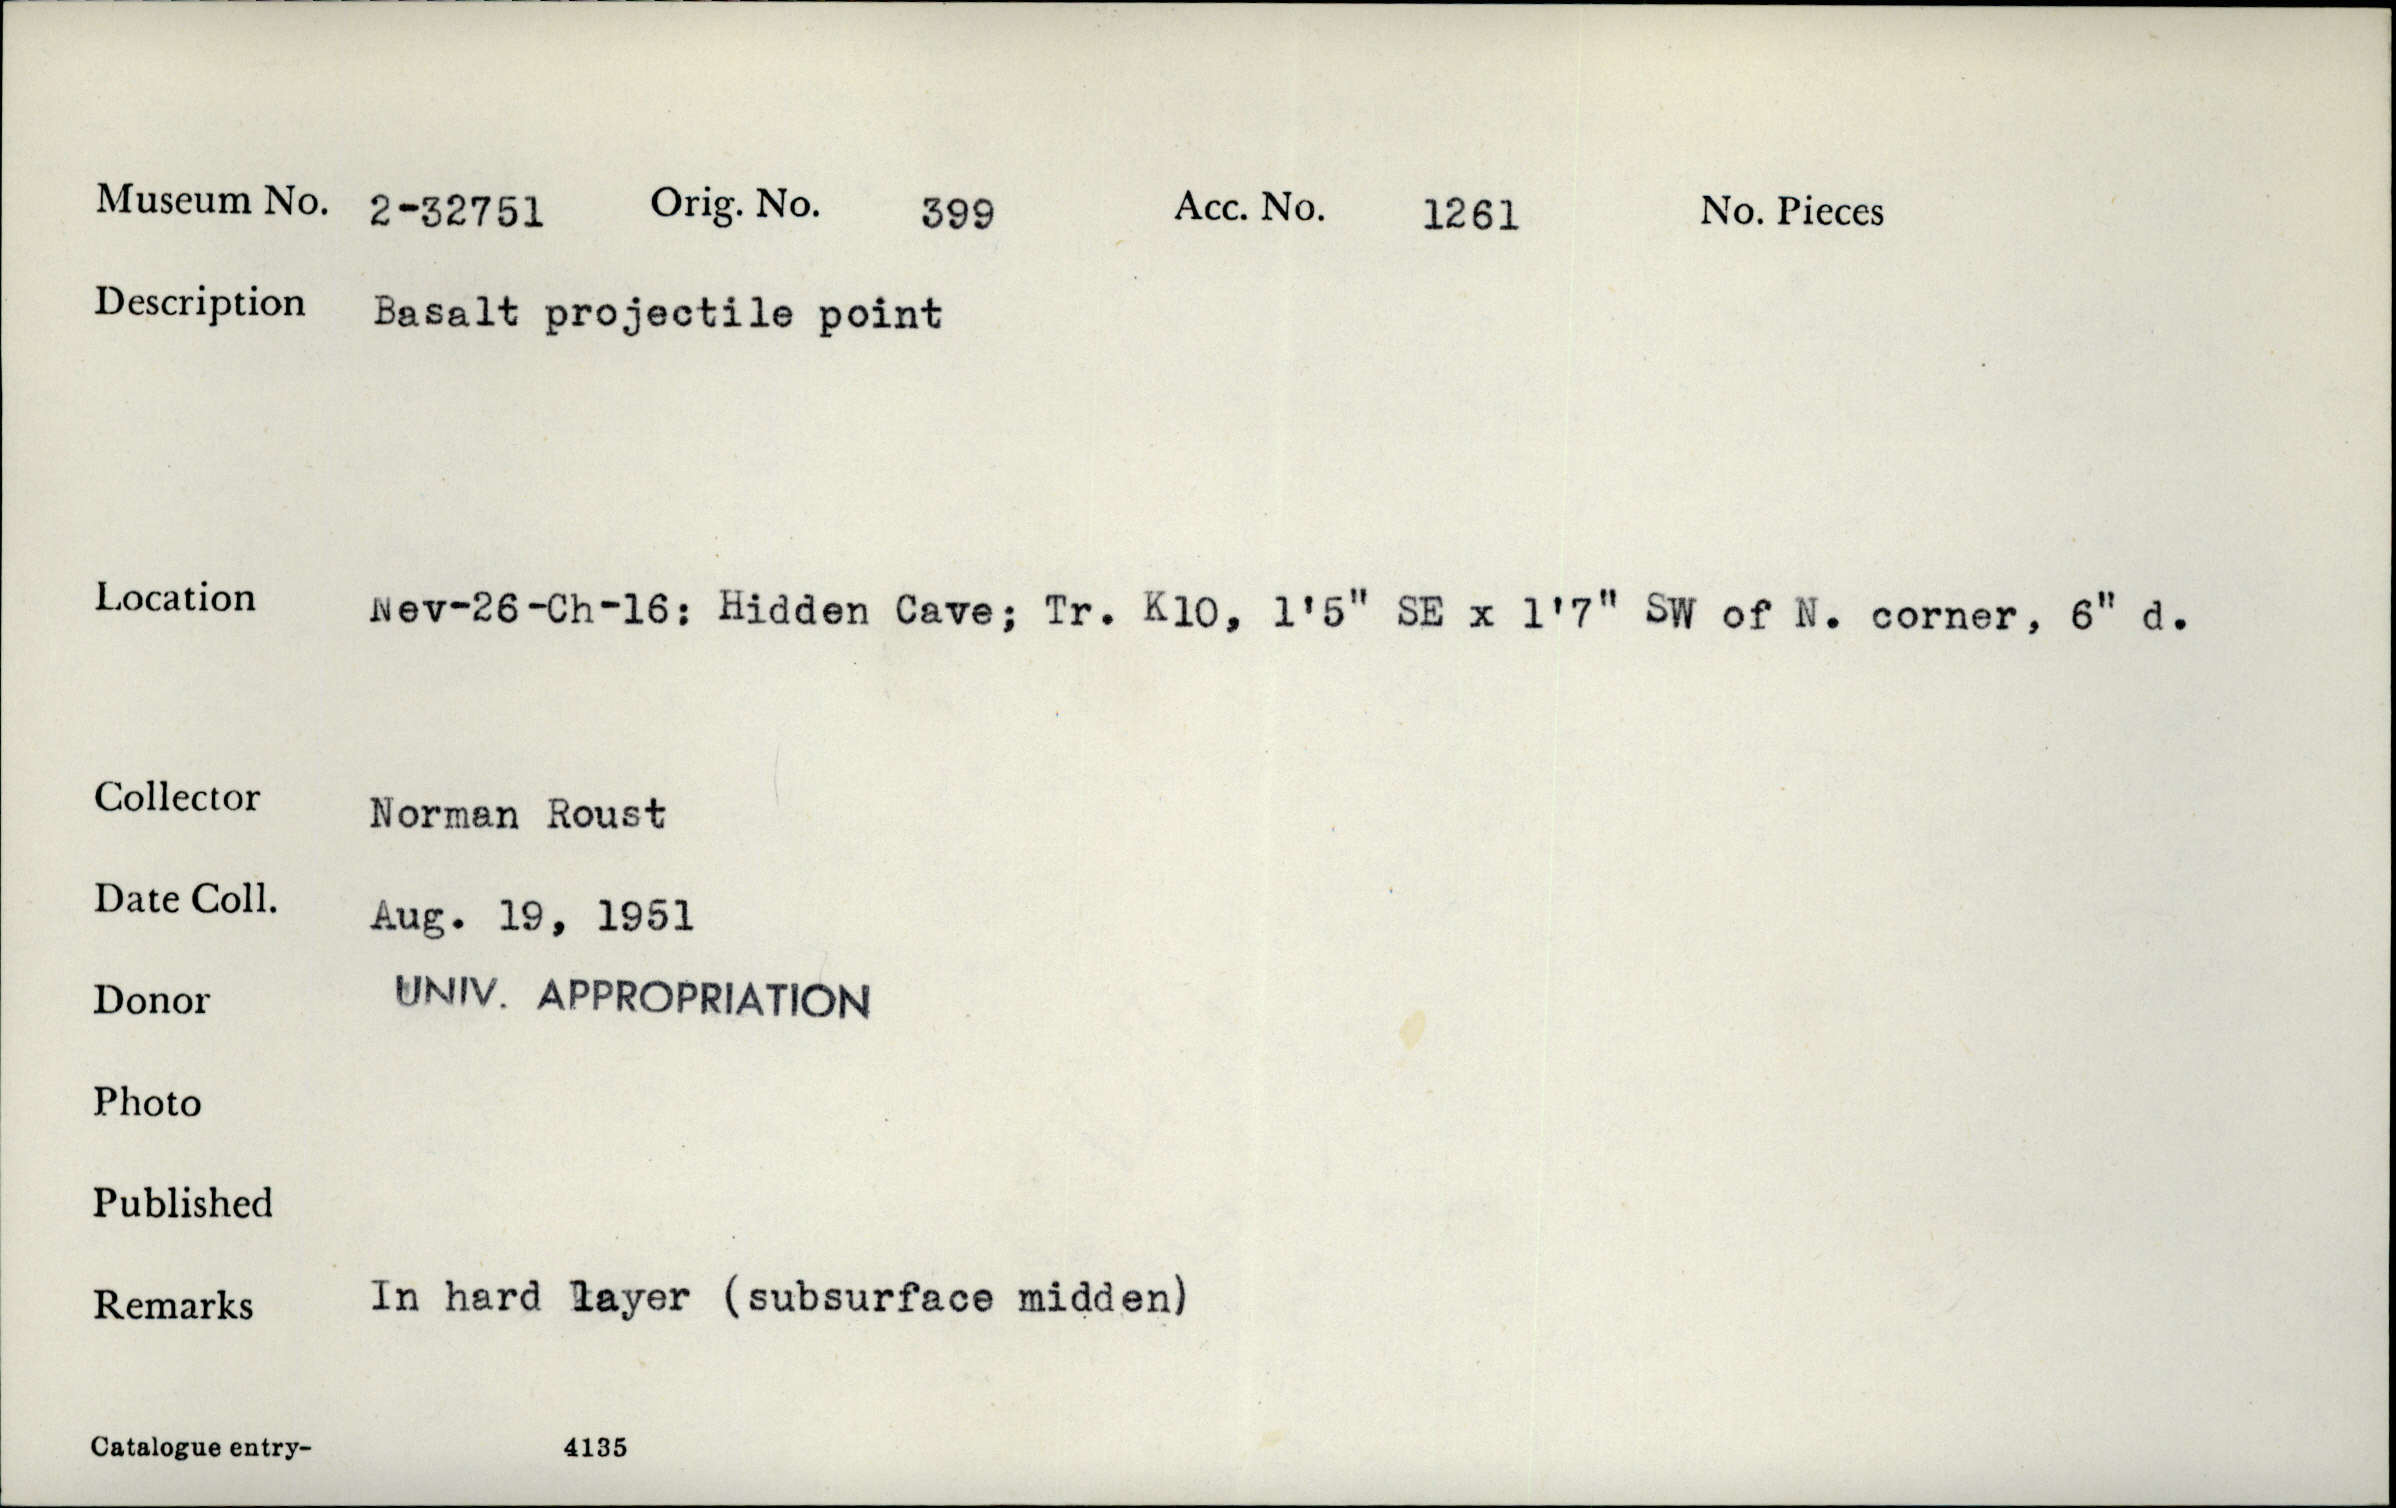 Museum No. 2-32751 Orig. No. 399 Acc. No. 1261 No. Pieces
Description Basalt projectile point
Location Nev-26-Ch-16: Hidden Cave; Tr. K10, 1'5" SE x 1'7" SW of N. corner, 6" d.
Collector Norman Roust
Date Coll. Aug. 19, 1951
Donor UNIV. APPROPRIATION
Photo
Published
Remarks In hard layer (subsurface midden)
Catalogue entry- 4135